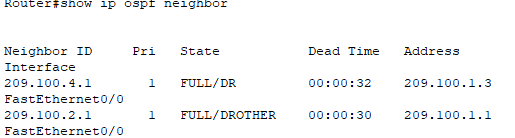 Router#show ip ospf neighbor
Neighbor ID Pri State Dead Time Address
Interface
209.100.4.1 1 FULL/DR 00:00:32 209.100.1.3
FastEthernet0/0
209.100.2.1 1 FULL/DROTHER 00:00:30 209.100.1.1
FastEthernet0/0